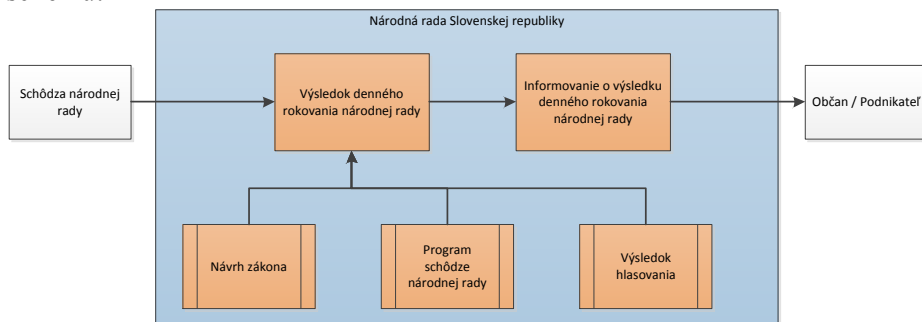 Národná rada Slovenskej republiky
Schôdza národnej
rady
Výsledok denného
rokovania národnej rady
Informovanie o výsledku
denného rokovania
národnej rady
Občan / Podnikateľ
Návrh zákona
Program
schôdze
národnej rady
Výsledok
hlasovania